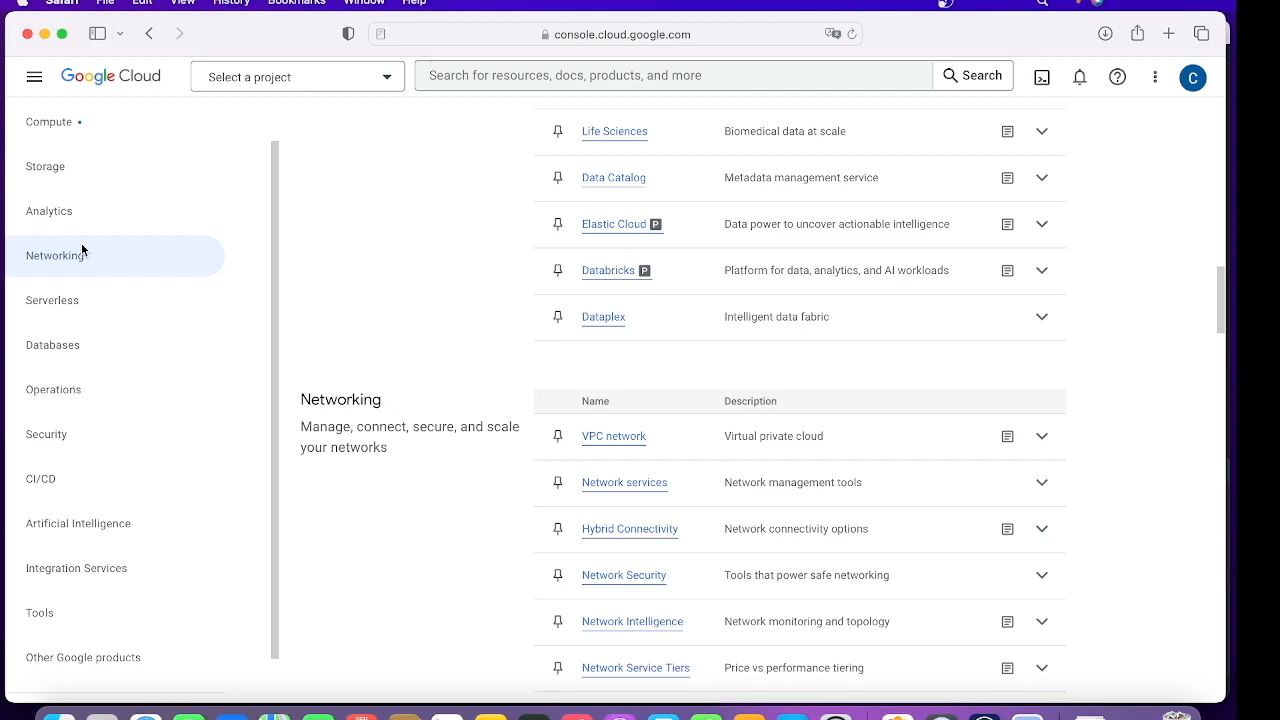 Safari File Edit View History Bookmarks Window Help
console.cloud.google.com
Google Cloud Select a project Search for resources, docs, products, and more Search C
Compute
Storage
Analytics
Networking
Serverless
Databases
Operations
Security
CI/CD
Artificial Intelligence
Integration Services
Tools
Other Google products
Life Sciences Biomedical data at scale
Data Catalog Metadata management service
Elastic Cloud P Data power to uncover actionable intelligence
Databricks P Platform for data, analytics, and AI workloads
Dataplex Intelligent data fabric
Networking
Manage, connect, secure, and scale
your networks
Name Description
VPC network Virtual private cloud
Network services Network management tools
Hybrid Connectivity Network connectivity options
Network Security Tools that power safe networking
Network Intelligence Network monitoring and topology
Network Service Tiers Price vs performance tiering